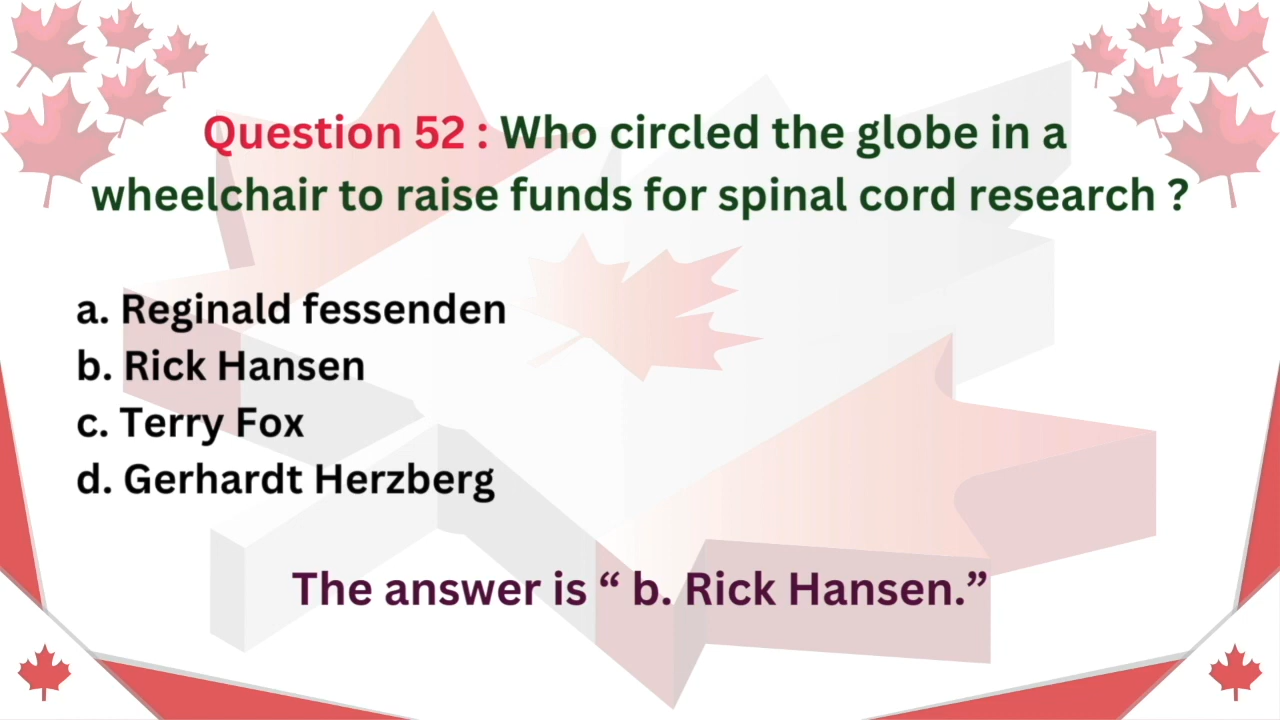 Question 52 : Who circled the globe in a
wheelchair to raise funds for spinal cord research ?
a. Reginald fessenden
b. Rick Hansen
c. Terry Fox
d. Gerhardt Herzberg
The answer is “ b. Rick Hansen.”